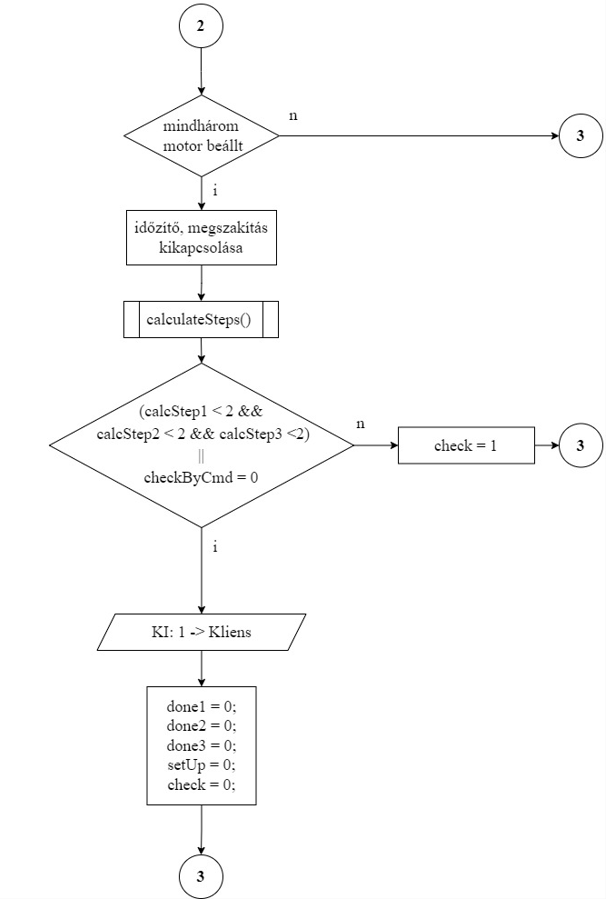 2
mindhárom
motor beállt
n
3
i
időzítő, megszakítás
kikapcsolása
calculateSteps()
(calcStep1 < 2 &&
calcStep2 < 2 && calcStep3 <2)
||
checkByCmd = 0
n
check = 1
3
i
KI: 1 -> Kliens
done1 = 0;
done2 = 0;
done3 = 0;
setUp = 0;
check = 0;
3